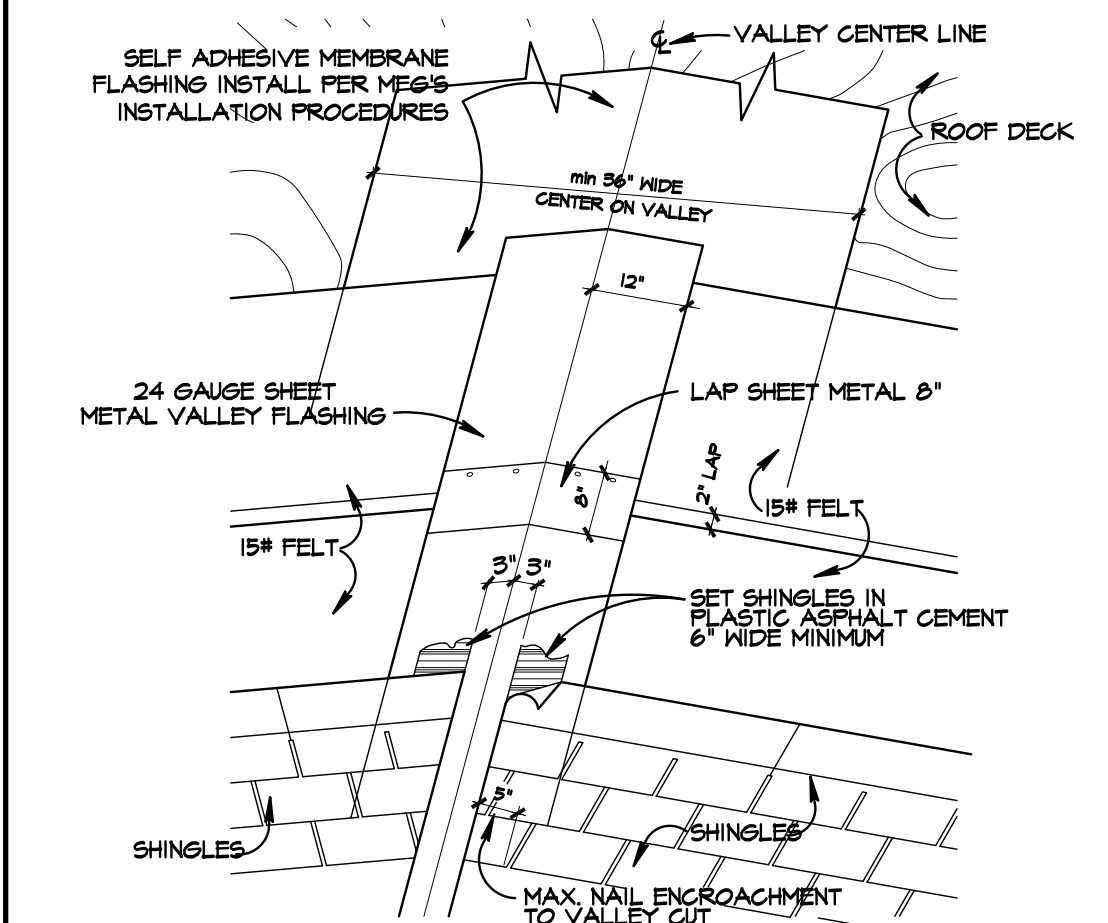 ℄ VALLEY CENTER LINE
SELF ADHESIVE MEMBRANE
FLASHING INSTALL PER MFG'S
INSTALLATION PROCEDURES
ROOF DECK
min 36" WIDE
CENTER ON VALLEY
12"
24 GAUGE SHEET
METAL VALLEY FLASHING
LAP SHEET METAL 8"
8"
2" LAP
15# FELT
15# FELT
3" 3"
SET SHINGLES IN
PLASTIC ASPHALT CEMENT
6" WIDE MINIMUM
5"
SHINGLES
SHINGLES
MAX. NAIL ENCROACHMENT
TO VALLEY CUT